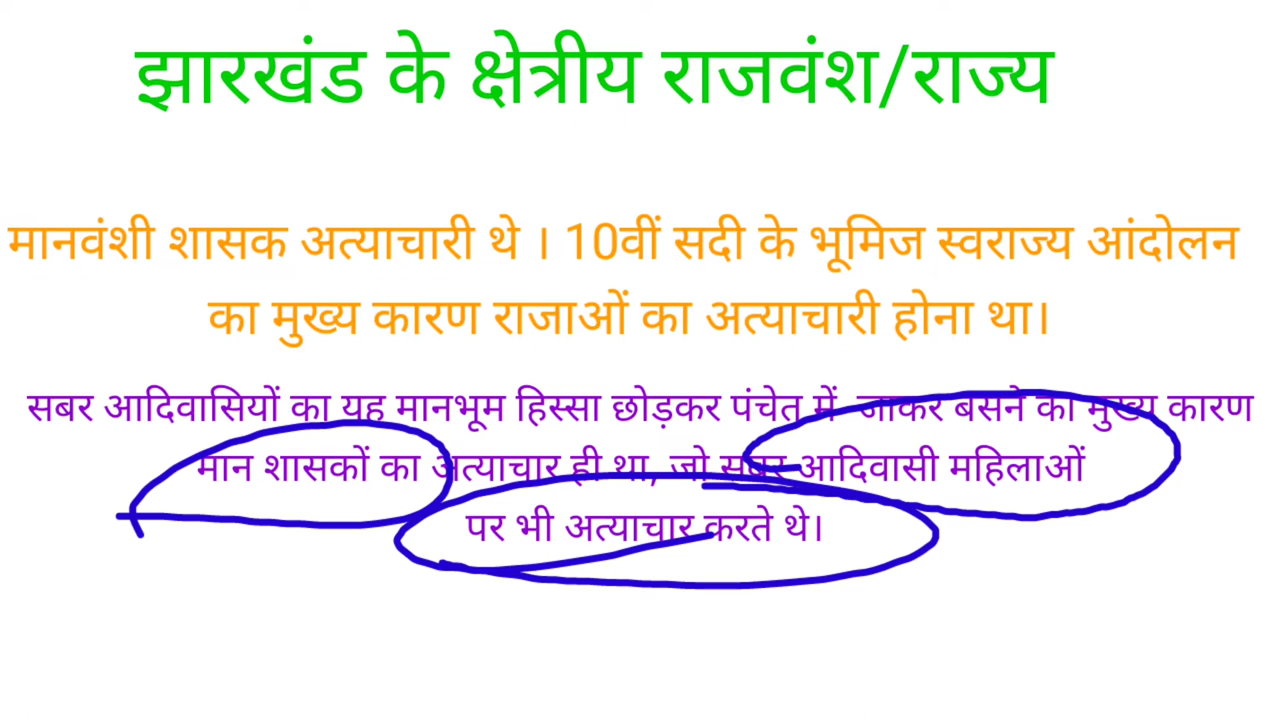 झारखंड के क्षेत्रीय राजवंश/राज्य
मानवंशी शासक अत्याचारी थे । 10वीं सदी के भूमिज स्वराज्य आंदोलन
का मुख्य कारण राजाओं का अत्याचारी होना था।
सबर आदिवासियों का यह मानभूम हिस्सा छोड़कर पंचेत में जाकर बसने का मुख्य कारण
मान शासकों का अत्याचार ही था, जो सबर आदिवासी महिलाओं
पर भी अत्याचार करते थे।